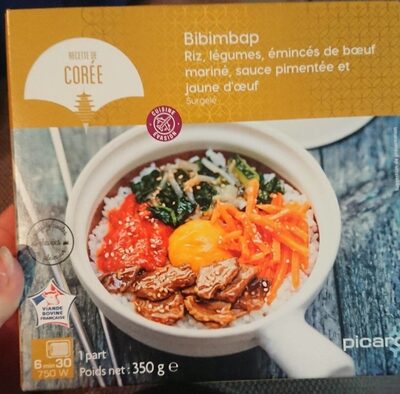 RECETTE DE
CORÉE
Bibimbap
Riz, légumes, émincés de bœuf
mariné, sauce pimentée et
jaune d'œuf
Surgelé
CUISINE
ÉVASION
VIANDE
BOVINE
FRANÇAISE
6 min 30
750 W
1 part
Poids net : 350 g e
picard